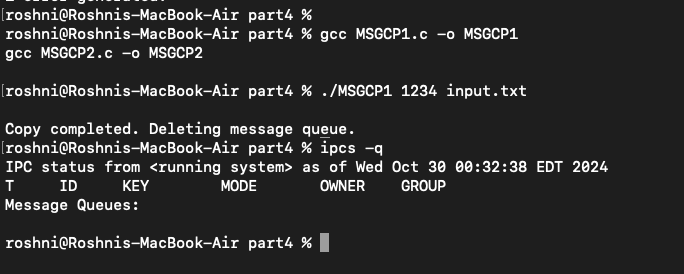 roshni@Roshnis-MacBook-Air part4 %
roshni@Roshnis-MacBook-Air part4 % gcc MSGCP1.c -o MSGCP1
gcc MSGCP2.c -o MSGCP2
roshni@Roshnis-MacBook-Air part4 % ./MSGCP1 1234 input.txt
Copy completed. Deleting message queue.
roshni@Roshnis-MacBook-Air part4 % ipcs -q
IPC status from <running system> as of Wed Oct 30 00:32:38 EDT 2024
T     ID     KEY        MODE       OWNER    GROUP
Message Queues:
roshni@Roshnis-MacBook-Air part4 %